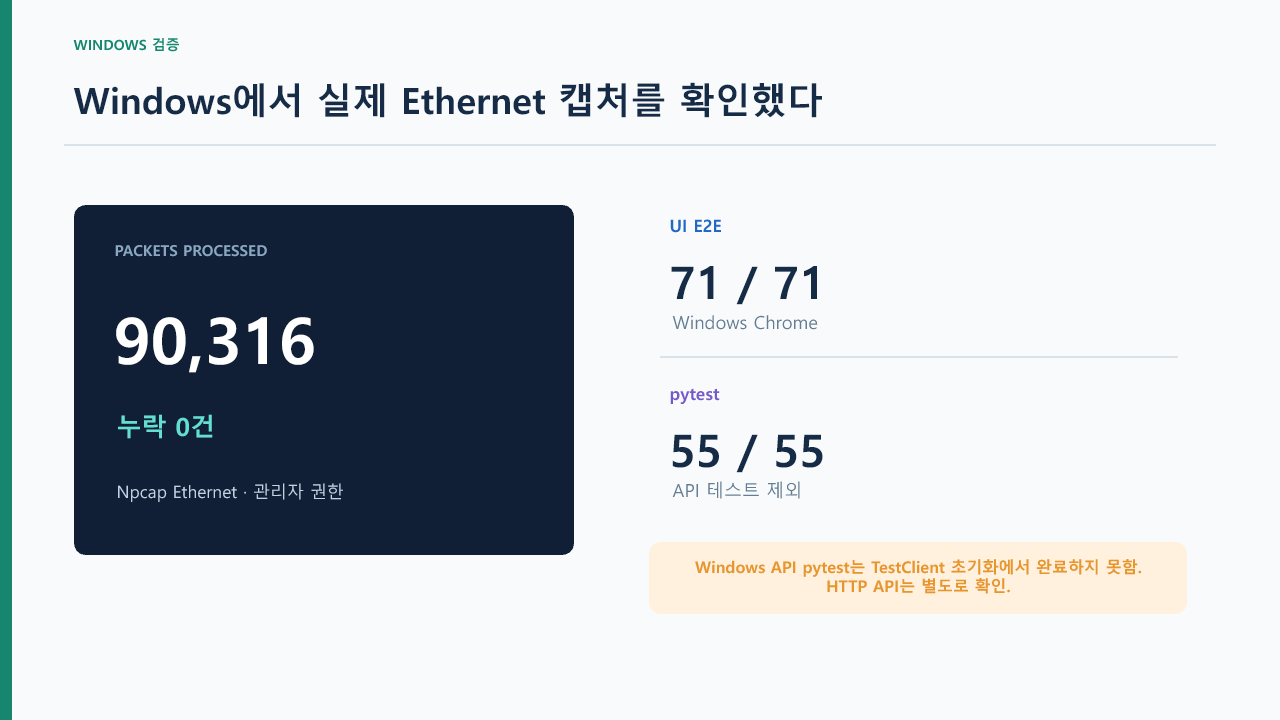 WINDOWS 검증
Windows에서 실제 Ethernet 캡처를 확인했다
PACKETS PROCESSED
90,316
누락 0건
Npcap Ethernet · 관리자 권한
UI E2E
71 / 71
Windows Chrome
pytest
55 / 55
API 테스트 제외
Windows API pytest는 TestClient 초기화에서 완료하지 못함.
HTTP API는 별도로 확인.